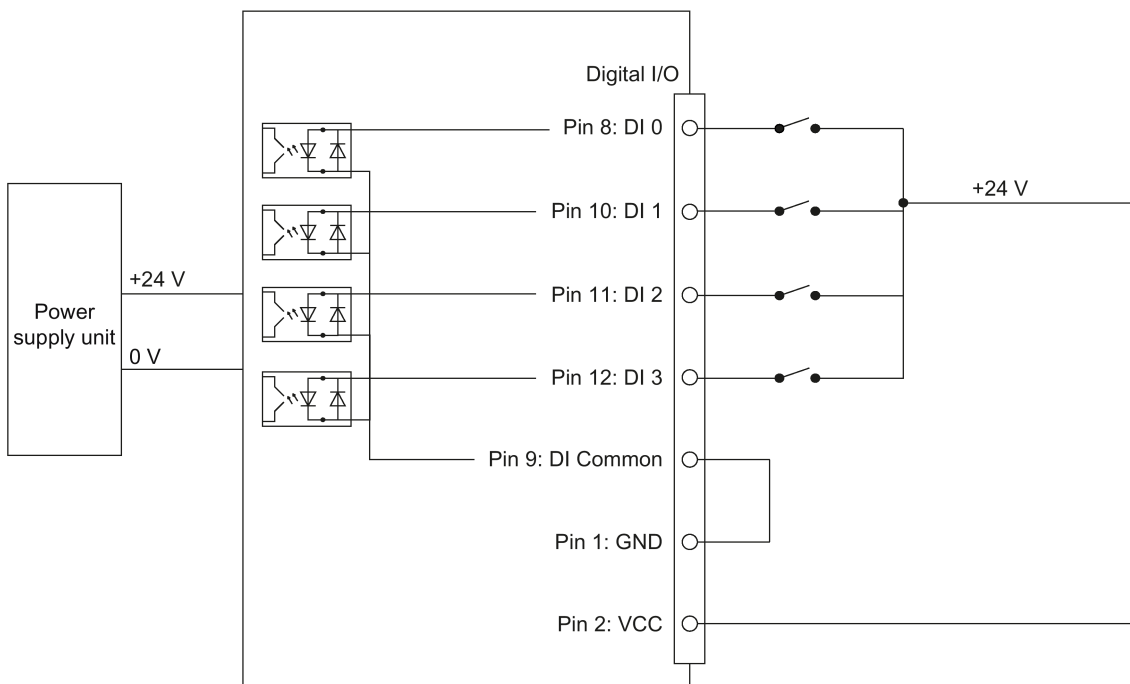 Digital I/O
Pin 8: DI 0
+24 V
Pin 10: DI 1
+24 V
Pin 11: DI 2
Power
supply unit
0 V
Pin 12: DI 3
Pin 9: DI Common
Pin 1: GND
Pin 2: VCC